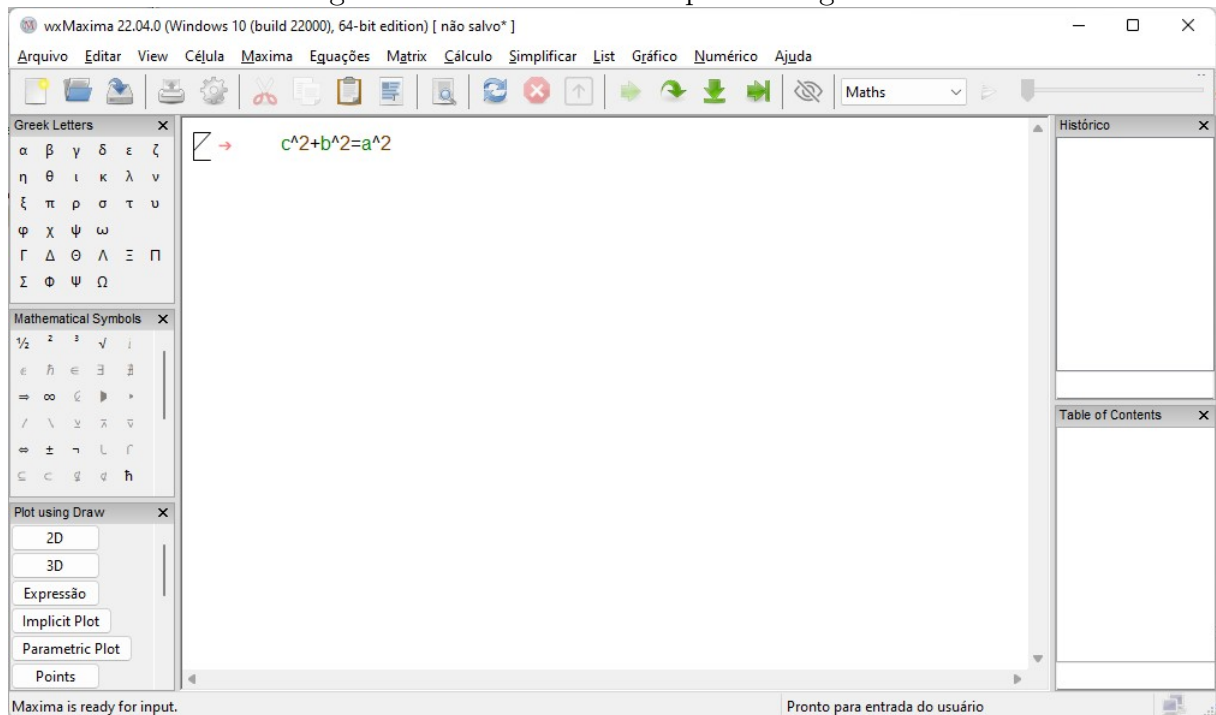 wxMaxima 22.04.0 (Windows 10 (build 22000), 64-bit edition) [ não salvo* ]
Arquivo Editar View Célula Maxima Equações Matrix Cálculo Simplificar List Gráfico Numérico Ajuda
Maths
Greek Letters
α β γ δ ε ζ
η θ ι κ λ ν
ξ π ρ σ τ υ
φ χ ψ ω
Γ Δ Θ Λ Ξ Π
Σ Φ Ψ Ω
Mathematical Symbols
½ ² ³ √ i
ℏ ∈ ∃ ∄
⇒ ∞
/ \ ⊻ ⊼ ⊽
⇔ ± ¬
⊆ ⊂ ħ
Plot using Draw
2D
3D
Expressão
Implicit Plot
Parametric Plot
Points
→ c^2+b^2=a^2
Histórico
Table of Contents
Maxima is ready for input.
Pronto para entrada do usuário